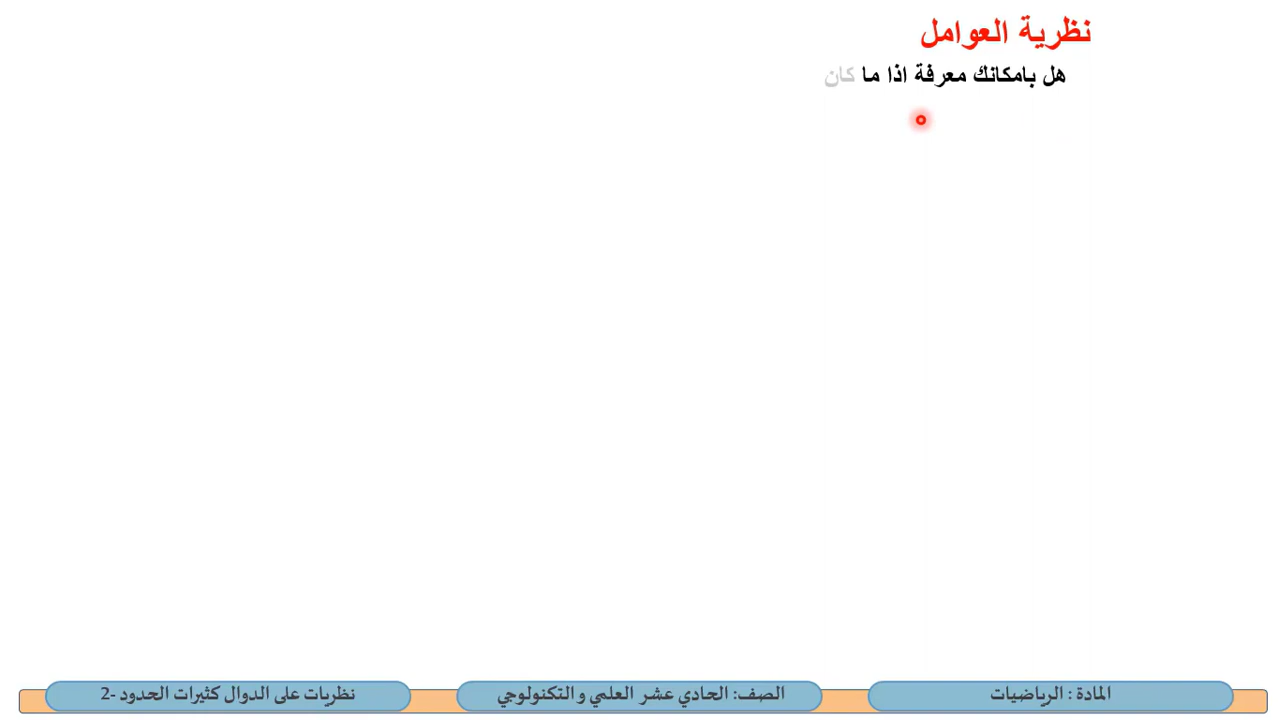 نظرية العوامل
هل بامكانك معرفة اذا ما كان
المادة : الرياضيات
الصف: الحادي عشر العلمي و التكنولوجي
نظريات على الدوال كثيرات الحدود -2